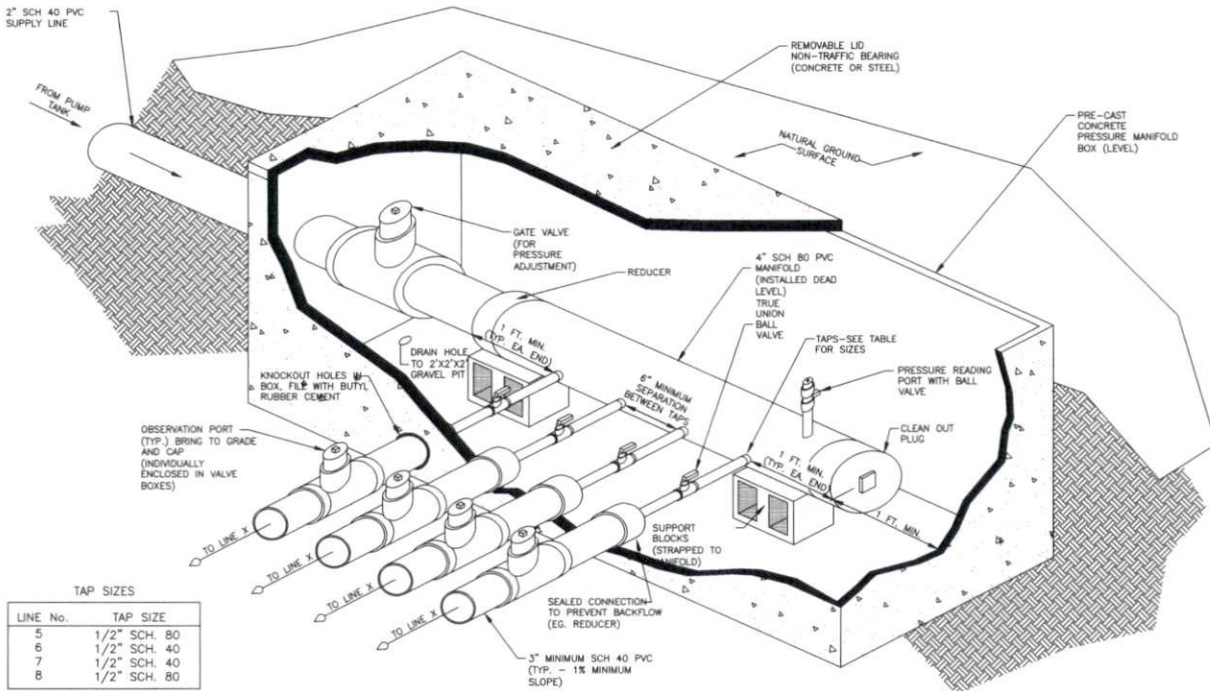 2" SCH 40 PVC
SUPPLY LINE
FROM PUMP
TANK
REMOVABLE LID
NON-TRAFFIC BEARING
(CONCRETE OR STEEL)
NATURAL GROUND
SURFACE
PRE-CAST
CONCRETE
PRESSURE MANIFOLD
BOX (LEVEL)
GATE VALVE
(FOR
PRESSURE
ADJUSTMENT)
REDUCER
4" SCH 80 PVC
MANIFOLD
(INSTALLED DEAD
LEVEL)
TRUE
UNION
BALL
VALVE
1 FT. MIN.
(TYP. EA. END)
TAPS-SEE TABLE
FOR SIZES
DRAIN HOLE
TO 2'X2'X2'
GRAVEL PIT
KNOCKOUT HOLES IN
BOX, FILL WITH BUTYL
RUBBER CEMENT
6" MINIMUM
SEPARATION
BETWEEN TAPS
PRESSURE READING
PORT WITH BALL
VALVE
OBSERVATION PORT
(TYP.) BRING TO GRADE
AND CAP
(INDIVIDUALLY
ENCLOSED IN VALVE
BOXES)
CLEAN OUT
PLUG
1 FT. MIN.
(TYP. EA. END)
1 FT. MIN.
SUPPORT
BLOCKS
(STRAPPED TO
MANIFOLD)
TO LINE X
TO LINE X
TO LINE X
TO LINE X
SEALED CONNECTION
TO PREVENT BACKFLOW
(EG. REDUCER)
3" MINIMUM SCH 40 PVC
(TYP. - 1% MINIMUM
SLOPE)
TAP SIZES
LINE No. TAP SIZE
5 1/2" SCH. 80
6 1/2" SCH. 40
7 1/2" SCH. 40
8 1/2" SCH. 80